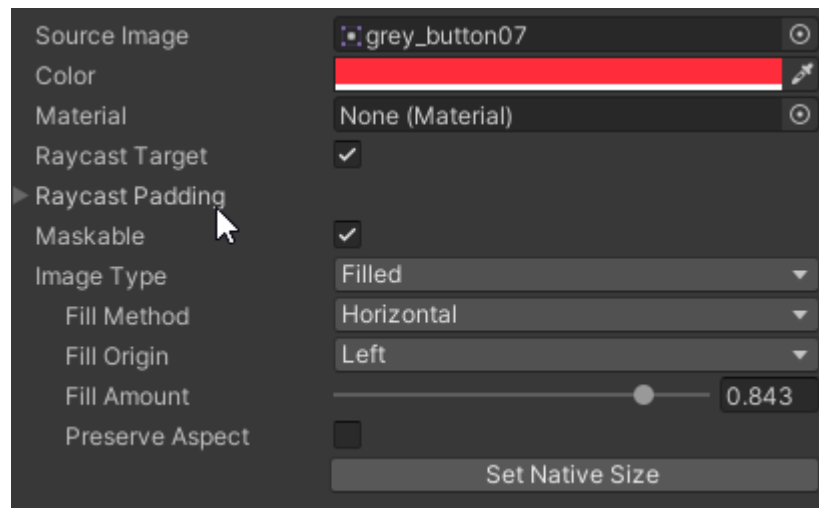 Source Image grey_button07
Color
Material None (Material)
Raycast Target
Raycast Padding
Maskable
Image Type Filled
Fill Method Horizontal
Fill Origin Left
Fill Amount 0.843
Preserve Aspect
Set Native Size